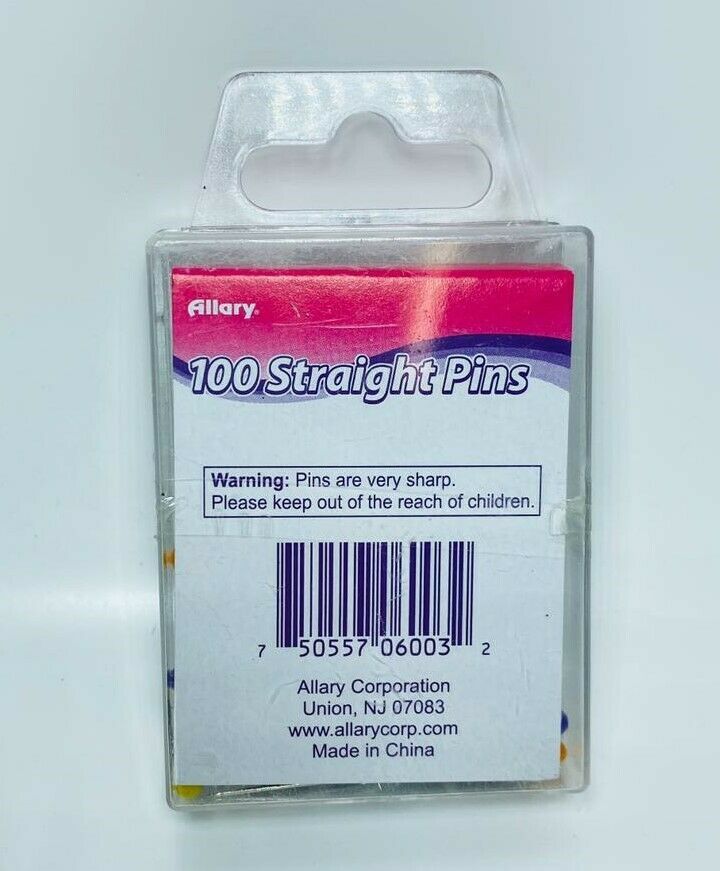 Allary®
100 Straight Pins
Warning: Pins are very sharp.
Please keep out of the reach of children.
7 50557 06003 2
Allary Corporation
Union, NJ 07083
www.allarycorp.com
Made in China